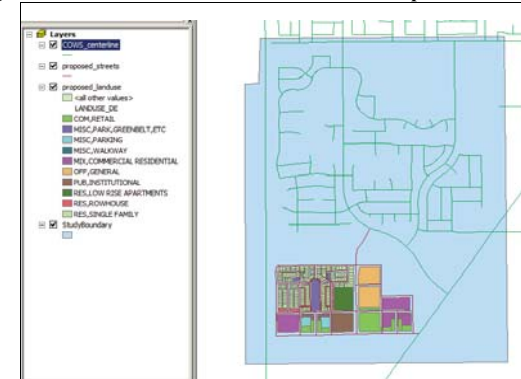 Layers
COWS_centerline
proposed_streets
proposed_landuse
<all other values>
LANDUSE_DE
COM,RETAIL
MISC,PARK,GREENBELT,ETC
MISC,PARKING
MISC,WALKWAY
MIX,COMMERCIAL RESIDENTIAL
OFF,GENERAL
PUB,INSTITUTIONAL
RES,LOW RISE APARTMENTS
RES,ROWHOUSE
RES,SINGLE FAMILY
StudyBoundary